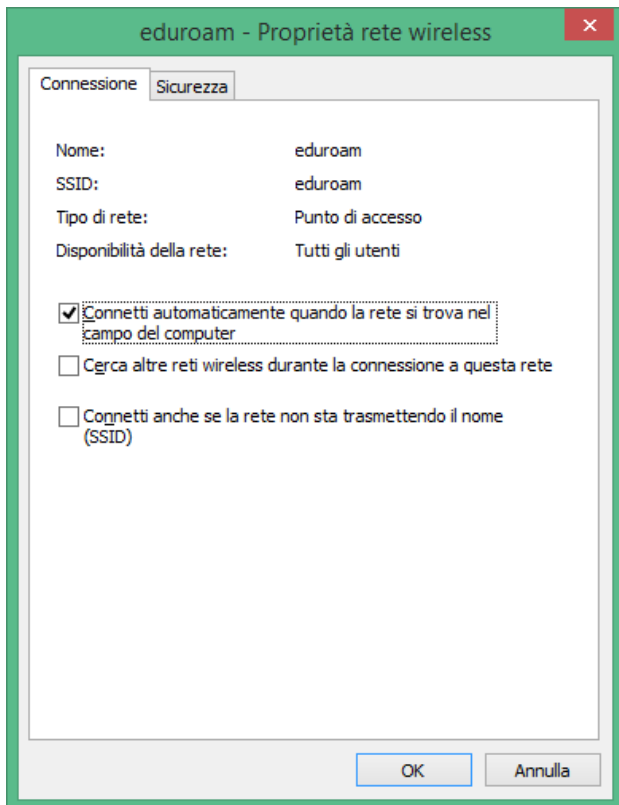 eduroam - Proprietà rete wireless
Connessione Sicurezza
Nome: eduroam
SSID: eduroam
Tipo di rete: Punto di accesso
Disponibilità della rete: Tutti gli utenti
Connetti automaticamente quando la rete si trova nel
campo del computer
Cerca altre reti wireless durante la connessione a questa rete
Connetti anche se la rete non sta trasmettendo il nome
(SSID)
OK Annulla